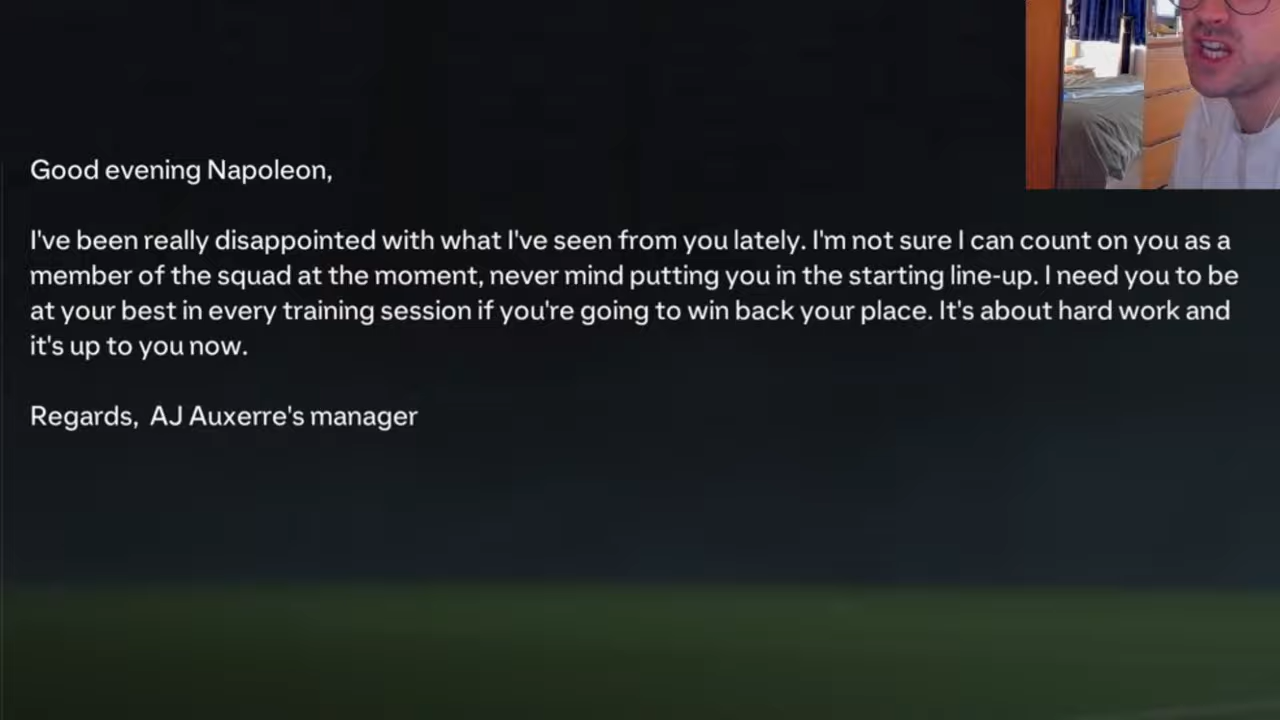 Good evening Napoleon,
I've been really disappointed with what I've seen from you lately. I'm not sure I can count on you as a
member of the squad at the moment, never mind putting you in the starting line-up. I need you to be
at your best in every training session if you're going to win back your place. It's about hard work and
it's up to you now.
Regards,  AJ Auxerre's manager